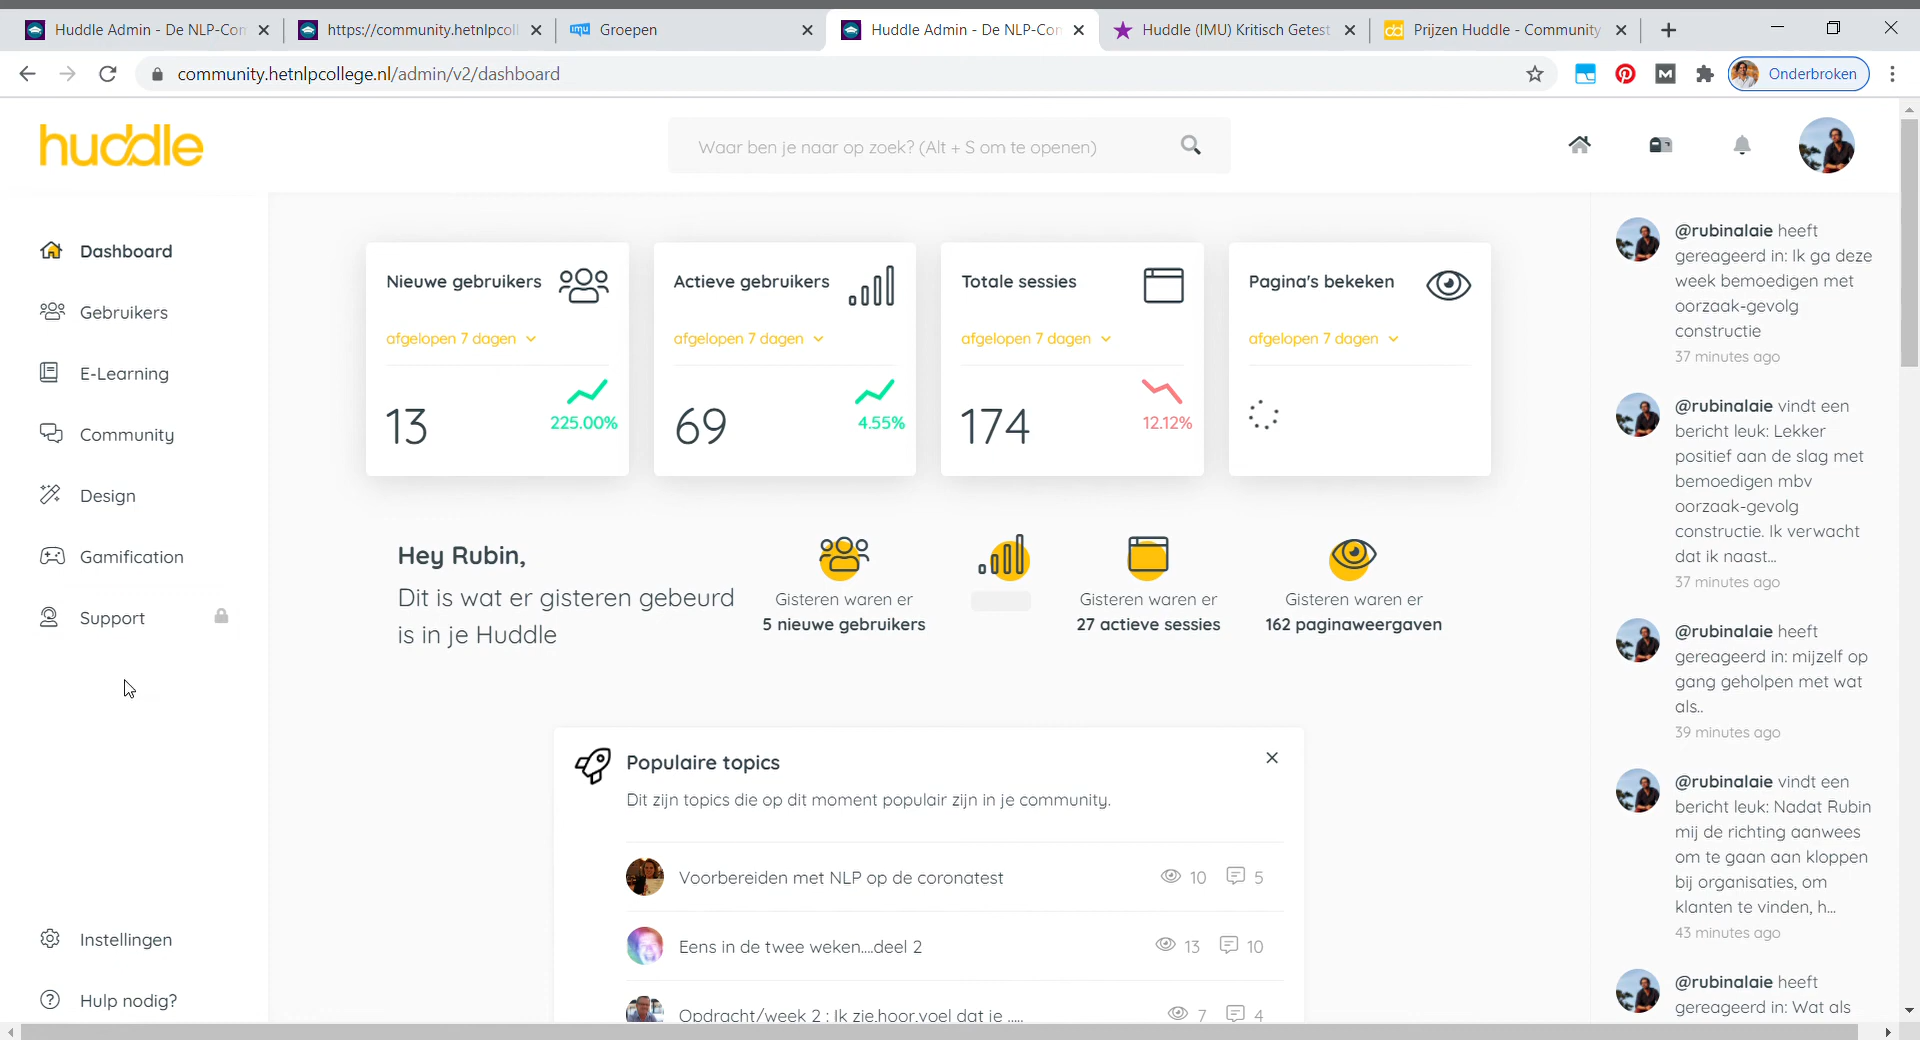 Huddle Admin - De NLP-Com
https://community.hetnlpcoll
Groepen
Huddle Admin - De NLP-Com
Huddle (IMU) Kritisch Getest
Prijzen Huddle - Community
community.hetnlpcollege.nl/admin/v2/dashboard
Onderbroken
huddle
Waar ben je naar op zoek? (Alt + S om te openen)
Dashboard
Gebruikers
E-Learning
Community
Design
Gamification
Support
Instellingen
Hulp nodig?
Nieuwe gebruikers
afgelopen 7 dagen
13
225.00%
Actieve gebruikers
afgelopen 7 dagen
69
4.55%
Totale sessies
afgelopen 7 dagen
174
12.12%
Pagina's bekeken
afgelopen 7 dagen
Hey Rubin,
Dit is wat er gisteren gebeurd
is in je Huddle
Gisteren waren er
5 nieuwe gebruikers
Gisteren waren er
27 actieve sessies
Gisteren waren er
162 paginaweergaven
Populaire topics
Dit zijn topics die op dit moment populair zijn in je community.
Voorbereiden met NLP op de coronatest 10 5
Eens in de twee weken....deel 2 13 10
Opdracht/week 2 : Ik zie,hoor,voel dat je ..... 7 4
@rubinalaie heeft
gereageerd in: Ik ga deze
week bemoedigen met
oorzaak-gevolg
constructie
37 minutes ago
@rubinalaie vindt een
bericht leuk: Lekker
positief aan de slag met
bemoedigen mbv
oorzaak-gevolg
constructie. Ik verwacht
dat ik naast...
37 minutes ago
@rubinalaie heeft
gereageerd in: mijzelf op
gang geholpen met wat
als..
39 minutes ago
@rubinalaie vindt een
bericht leuk: Nadat Rubin
mij de richting aanwees
om te gaan aan kloppen
bij organisaties, om
klanten te vinden, h...
43 minutes ago
@rubinalaie heeft
gereageerd in: Wat als